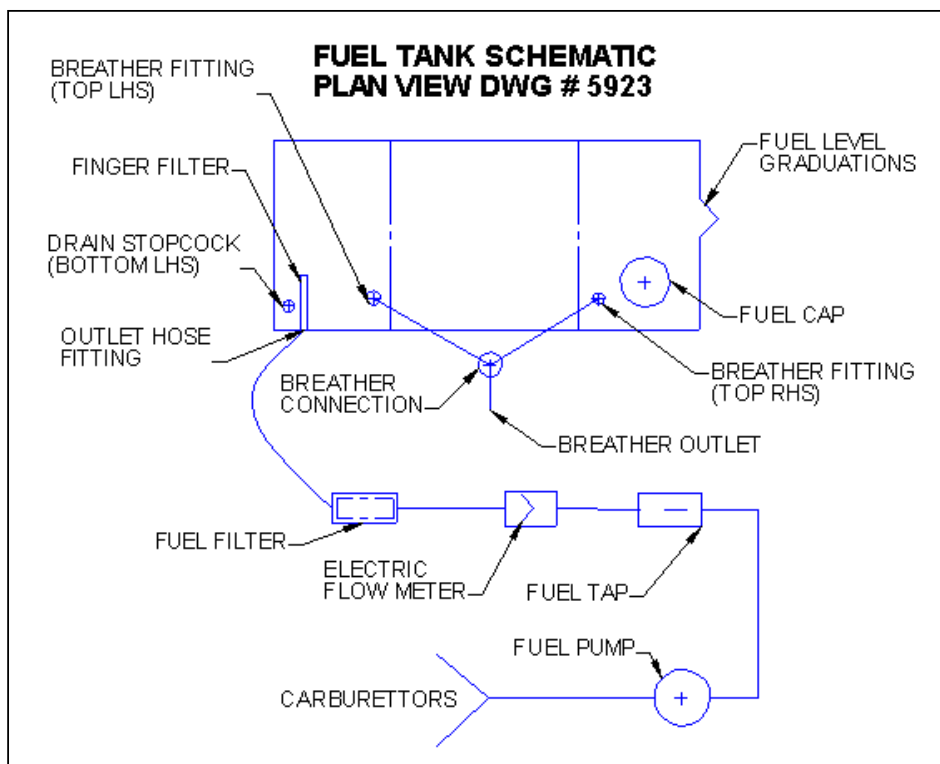 FUEL TANK SCHEMATIC
PLAN VIEW DWG # 5923
BREATHER FITTING
(TOP LHS)
FUEL LEVEL
GRADUATIONS
FINGER FILTER
DRAIN STOPCOCK
(BOTTOM LHS)
OUTLET HOSE
FITTING
FUEL CAP
BREATHER
CONNECTION
BREATHER FITTING
(TOP RHS)
BREATHER OUTLET
FUEL FILTER
ELECTRIC
FLOW METER
FUEL TAP
FUEL PUMP
CARBURETTORS